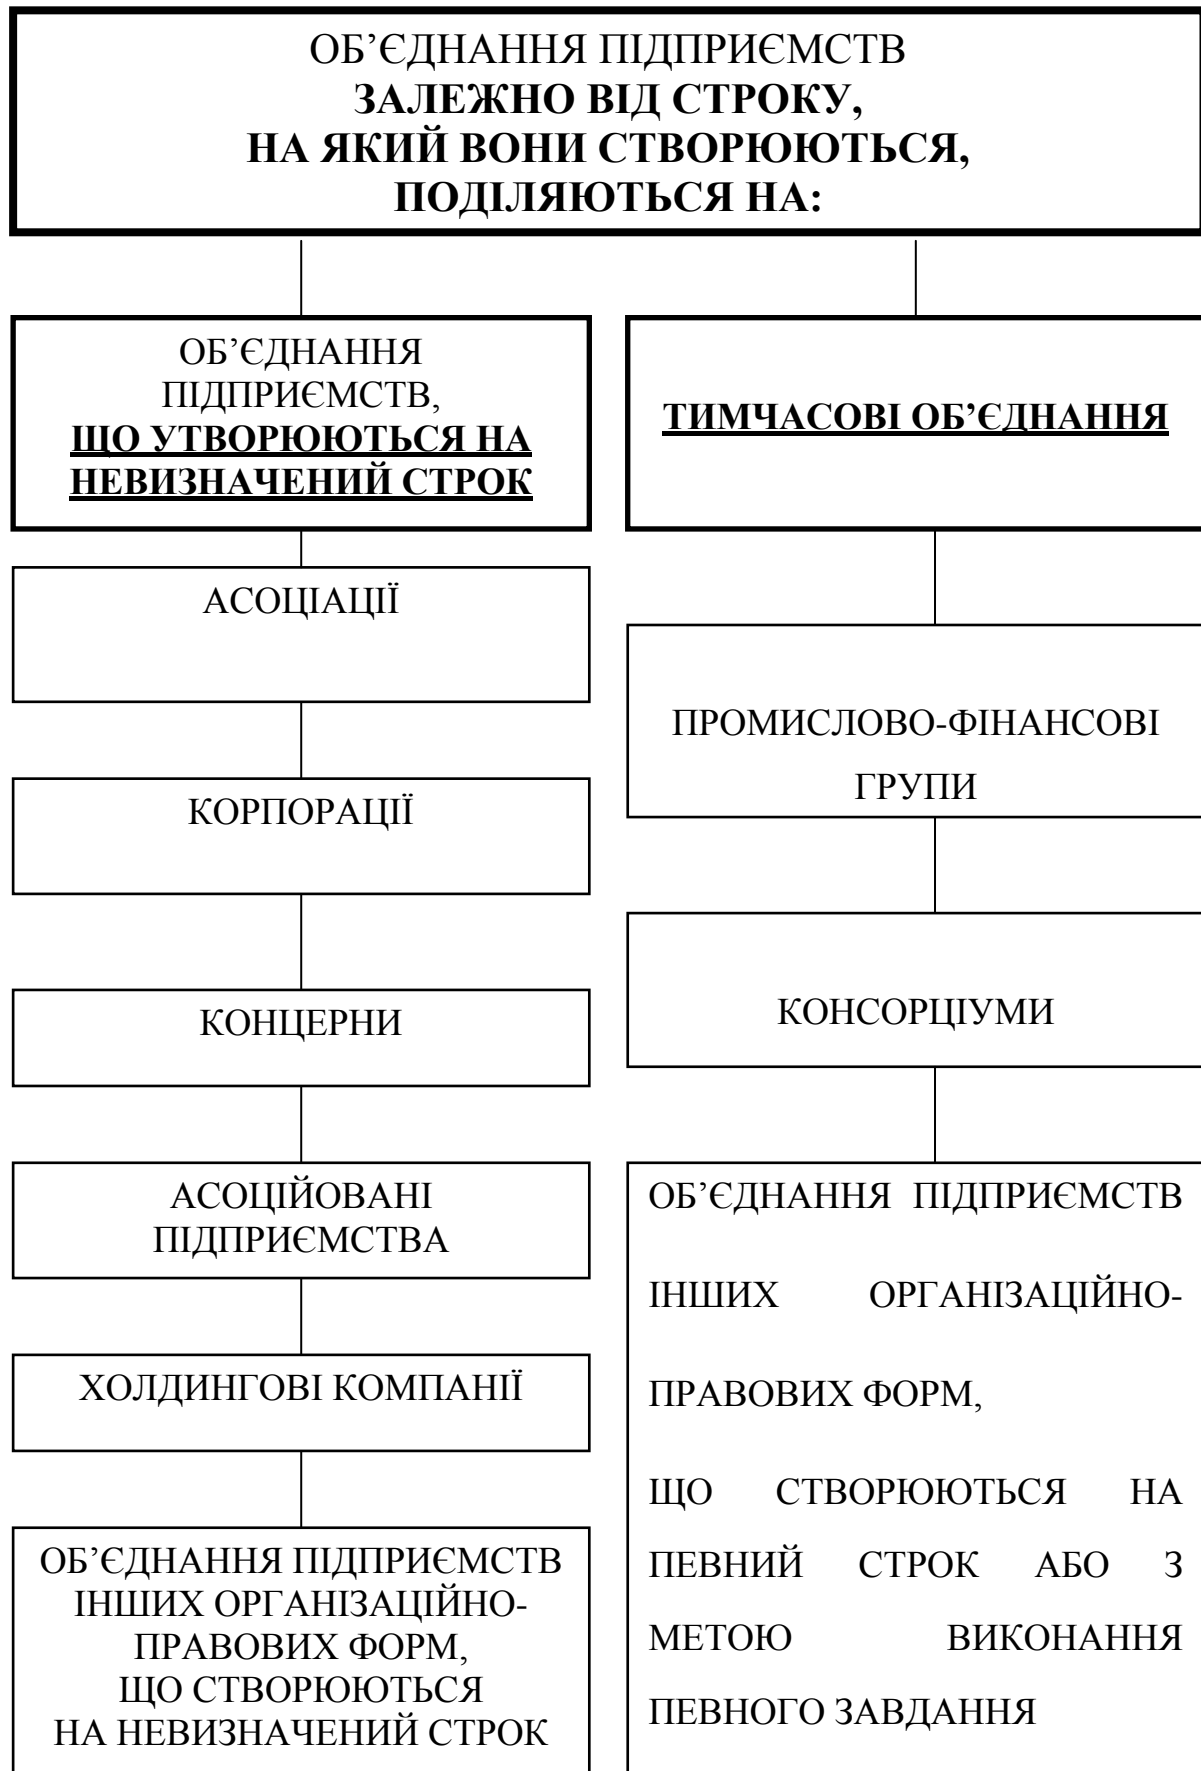 ОБ’ЄДНАННЯ ПІДПРИЄМСТВ
ЗАЛЕЖНО ВІД СТРОКУ,
НА ЯКИЙ ВОНИ СТВОРЮЮТЬСЯ,
ПОДІЛЯЮТЬСЯ НА:
ОБ’ЄДНАННЯ
ПІДПРИЄМСТВ,
ЩО УТВОРЮЮТЬСЯ НА
НЕВИЗНАЧЕНИЙ СТРОК
АСОЦІАЦІЇ
КОРПОРАЦІЇ
КОНЦЕРНИ
АСОЦІЙОВАНІ
ПІДПРИЄМСТВА
ХОЛДИНГОВІ КОМПАНІЇ
ОБ’ЄДНАННЯ ПІДПРИЄМСТВ
ІНШИХ ОРГАНІЗАЦІЙНО-
ПРАВОВИХ ФОРМ,
ЩО СТВОРЮЮТЬСЯ
НА НЕВИЗНАЧЕНИЙ СТРОК
ТИМЧАСОВІ ОБ’ЄДНАННЯ
ПРОМИСЛОВО-ФІНАНСОВІ
ГРУПИ
КОНСОРЦІУМИ
ОБ’ЄДНАННЯ ПІДПРИЄМСТВ
ІНШИХ ОРГАНІЗАЦІЙНО-
ПРАВОВИХ ФОРМ,
ЩО СТВОРЮЮТЬСЯ НА
ПЕВНИЙ СТРОК АБО З
МЕТОЮ ВИКОНАННЯ
ПЕВНОГО ЗАВДАННЯ